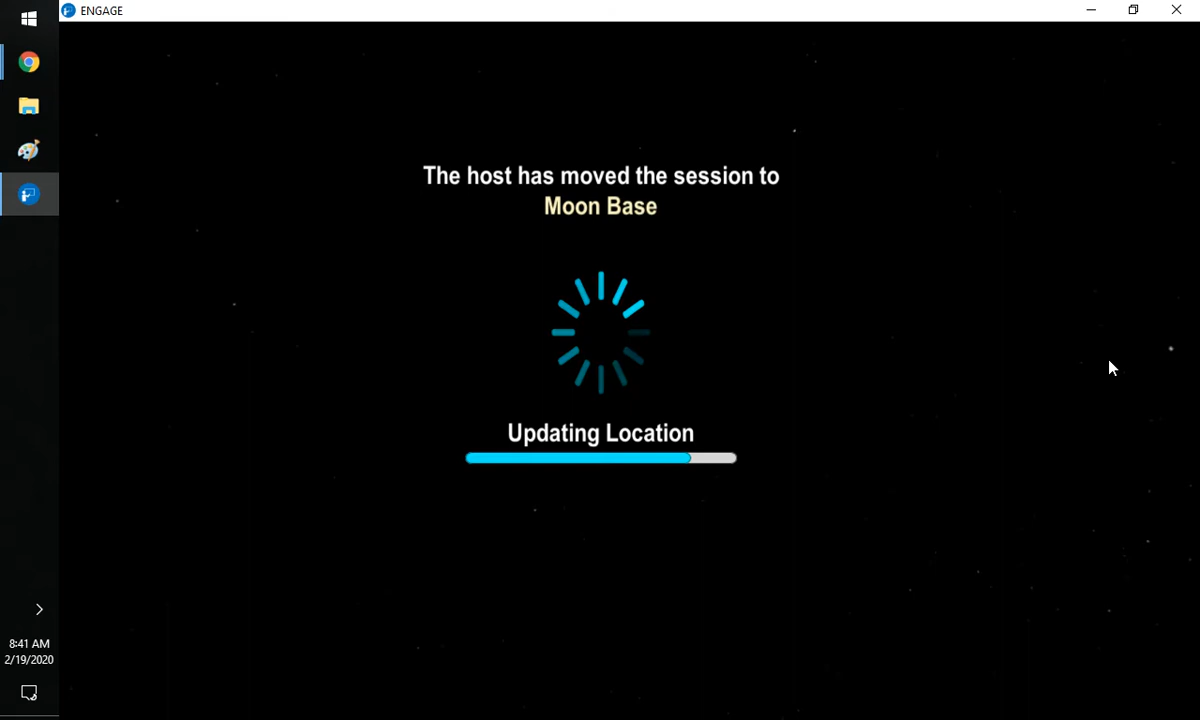 ENGAGE
The host has moved the session to
Moon Base
Updating Location
8:41 AM
2/19/2020